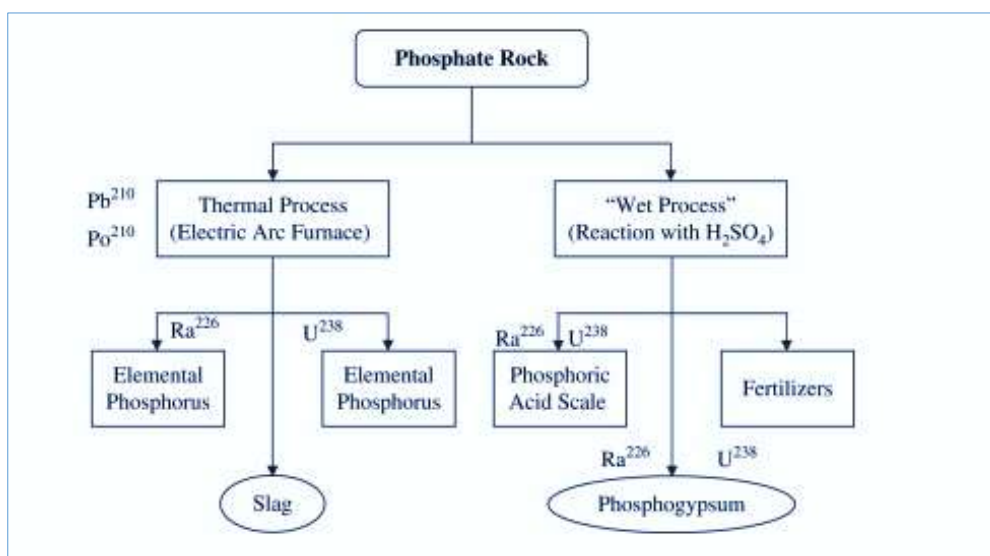 Phosphate Rock
Pb²¹⁰
Po²¹⁰
Thermal Process
(Electric Arc Furnace)
“Wet Process”
(Reaction with H₂SO₄)
Ra²²⁶
U²³⁸
Ra²²⁶
U²³⁸
Elemental
Phosphorus
Elemental
Phosphorus
Phosphoric
Acid Scale
Fertilizers
Ra²²⁶
U²³⁸
Slag
Phosphogypsum